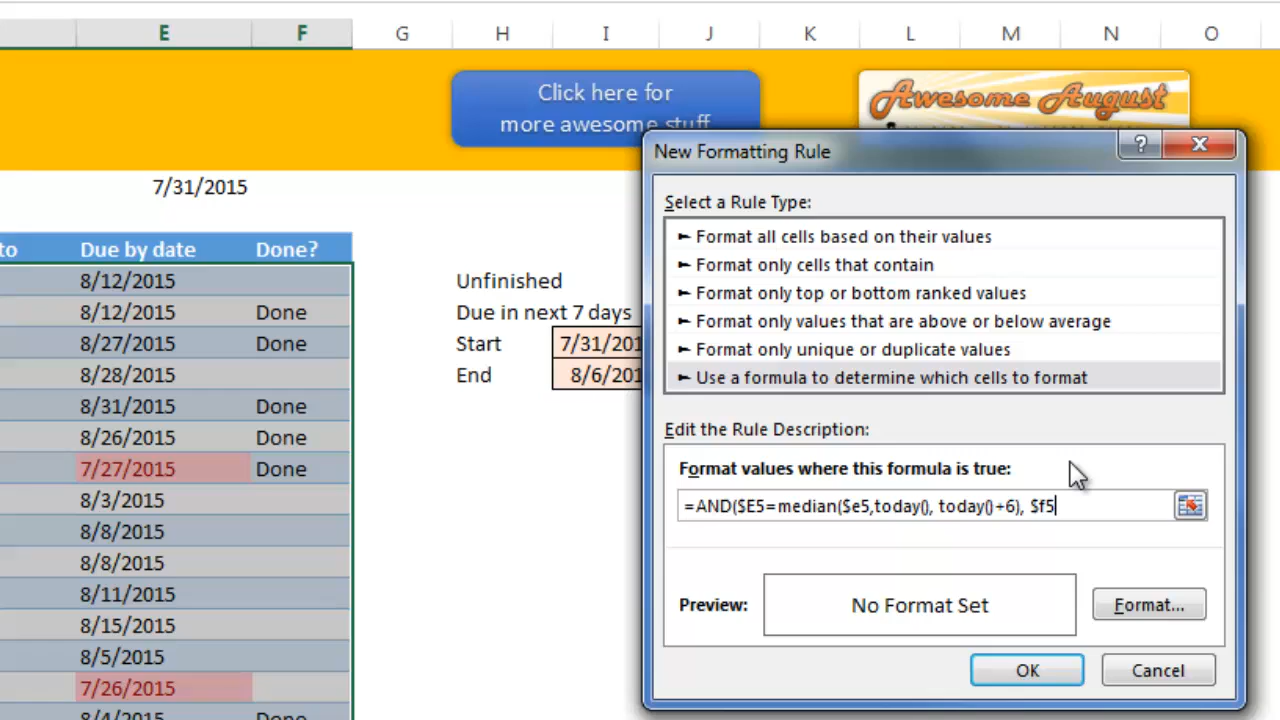 E F G H I J K L M N O
Click here for
more awesome stuff
Awesome August
New Formatting Rule
?
7/31/2015
Select a Rule Type:
► Format all cells based on their values
► Format only cells that contain
► Format only top or bottom ranked values
► Format only values that are above or below average
► Format only unique or duplicate values
► Use a formula to determine which cells to format
to Due by date Done?
8/12/2015
8/12/2015 Done
8/27/2015 Done
8/28/2015
8/31/2015 Done
8/26/2015 Done
7/27/2015 Done
8/3/2015
8/8/2015
8/8/2015
8/11/2015
8/15/2015
8/5/2015
7/26/2015
8/4/2015 Done
Unfinished
Due in next 7 days
Start 7/31/201
End 8/6/201
Edit the Rule Description:
Format values where this formula is true:
=AND($E5=median($e5,today(), today()+6), $f5
Preview:
No Format Set
Format...
OK
Cancel